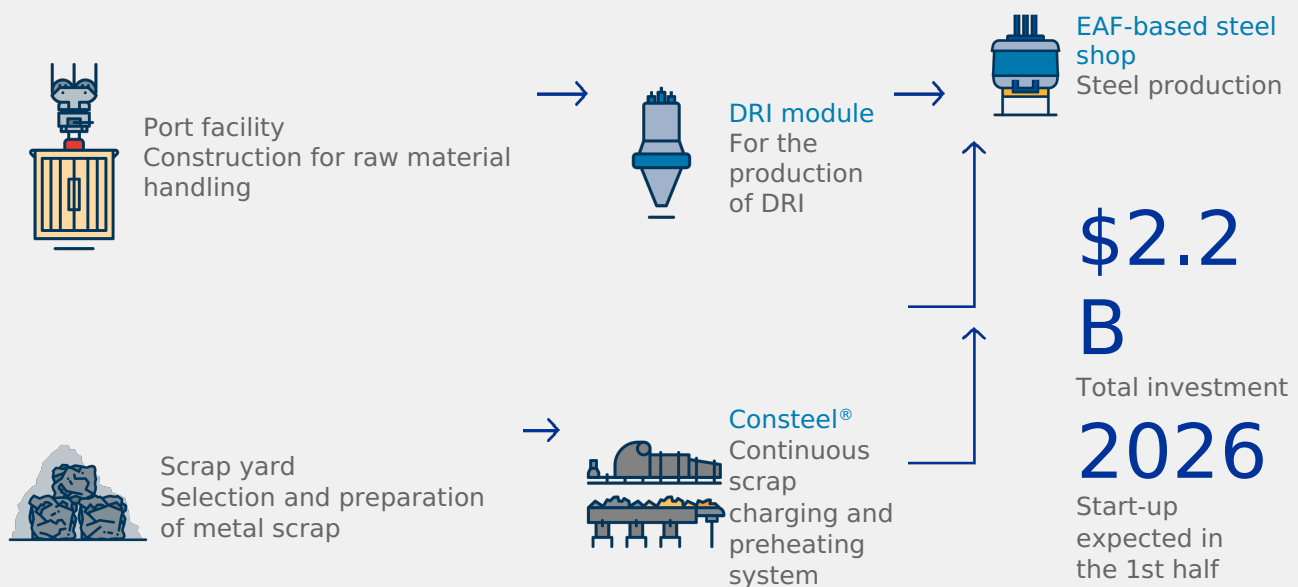 Port facility
Construction for raw material
handling
DRI module
For the
production
of DRI
EAF-based steel
shop
Steel production
$2.2
B
Total investment
2026
Start-up
expected in
the 1st half
Scrap yard
Selection and preparation
of metal scrap
Consteel®
Continuous
scrap
charging and
preheating
system